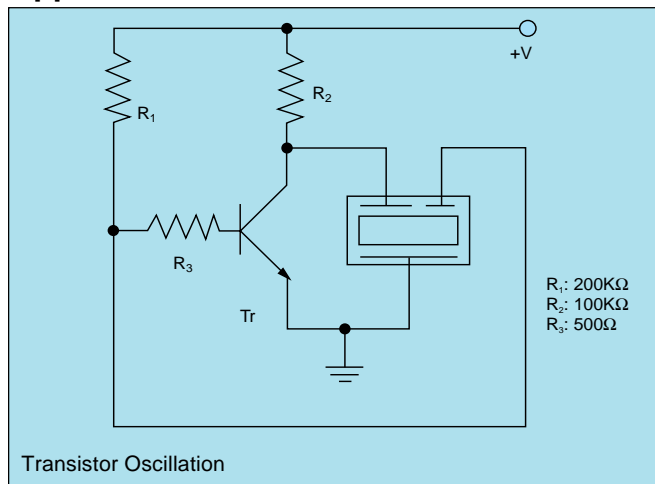 +V
R₁
R₂
R₃
Tr
R₁: 200KΩ
R₂: 100KΩ
R₃: 500Ω
Transistor Oscillation